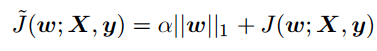 J̃(w; X, y) = α||w||₁ + J(w; X, y)